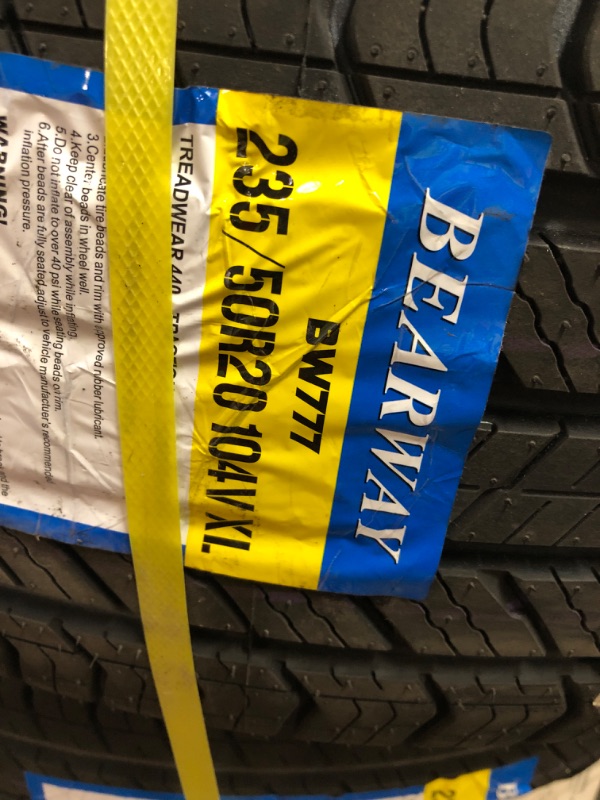 BEARWAY
BW777
235/50R20 104V XL
TREADWEAR 440
3.Center beads in wheel well.
4.Keep clear of assembly while inflating.
5.Do not inflate to over 40 psi while seating beads on rim.
6.After beads are fully seated,adjust to vehicle manufactuer's
inflation pressure.
WARNING!